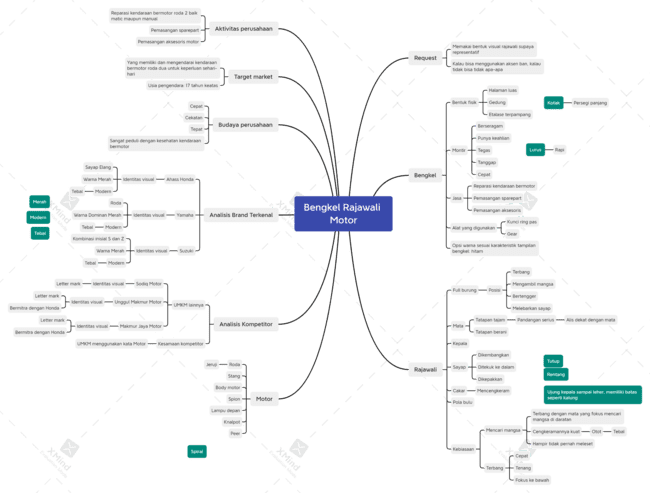 Reparasi kendaraan bermotor roda 2 baik
matic maupun manual
Pemasangan sparepart
Pemasangan aksesoris motor
Aktivitas perusahaan
Yang memiliki dan mengendarai kendaraan
bermotor roda dua untuk keperluan sehari-
hari
Usia pengendara: 17 tahun keatas
Target market
Cepat
Cekatan
Tepat
Sangat peduli dengan kesehatan kendaraan
bermotor
Budaya perusahaan
Sayap Elang
Warna Merah
Tebal
Modern
Identitas visual
Ahass Honda
Roda
Warna Dominan Merah
Tebal
Modern
Identitas visual
Yamaha
Kombinasi inisial S dan Z
Warna Merah
Tebal
Modern
Identitas visual
Suzuki
Analisis Brand Terkenal
Merah
Modern
Tebal
Letter mark
Identitas visual
Sodiq Motor
Letter mark
Bermitra dengan Honda
Identitas visual
Unggul Makmur Motor
Letter mark
Bermitra dengan Honda
Identitas visual
Makmur Jaya Motor
UMKM lainnya
UMKM menggunakan kata Motor
Kesamaan kompetitor
Analisis Kompetitor
Jeruji
Roda
Stang
Body motor
Spion
Lampu depan
Knalpot
Peer
Motor
Spiral
Bengkel Rajawali
Motor
Request
Memakai bentuk visual rajawali supaya
representatif
Kalau bisa menggunakan aksen ban, kalau
tidak bisa tidak apa-apa
Bengkel
Bentuk fisik
Halaman luas
Gedung
Etalase terpampang
Kotak
Persegi panjang
Montir
Berseragam
Punya keahlian
Tegas
Tanggap
Cepat
Lurus
Rapi
Jasa
Reparasi kendaraan bermotor
Pemasangan sparepart
Pemasangan aksesoris
Alat yang digunakan
Kunci ring pas
Gear
Opsi warna sesuai karakteristik tampilan
bengkel: hitam
Rajawali
Full burung
Posisi
Terbang
Mengamati mangsa
Bertengger
Melebarkan sayap
Mata
Tatapan tajam
Pandangan serius
Alis dekat dengan mata
Tatapan berani
Kepala
Sayap
Dikembangkan
Ditekuk ke dalam
Dikepakkan
Cakar
Mencengkeram
Pola bulu
Tutup
Rentang
Ujung kepala sampai leher, memiliki batas
seperti kalung
Kebiasaan
Mencari mangsa
Terbang dengan mata yang fokus mencari
mangsa di daratan
Cengkeramannya kuat
Otot
Tebal
Hampir tidak pernah meleset
Terbang
Cepat
Tenang
Fokus ke bawah
XMind
XMind
XMind
XMind